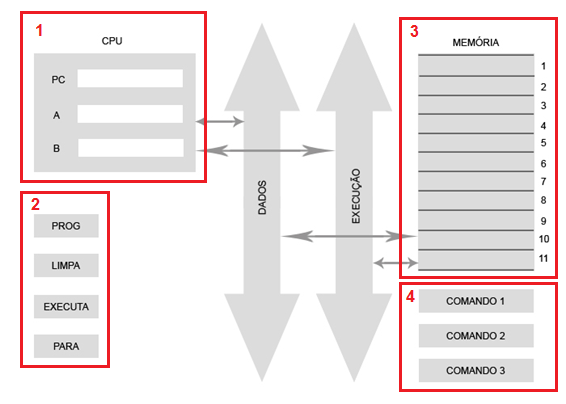 1
CPU
PC
A
B
2
PROG
LIMPA
EXECUTA
PARA
DADOS
EXECUÇÃO
3
MEMÓRIA
1
2
3
4
5
6
7
8
9
10
11
4
COMANDO 1
COMANDO 2
COMANDO 3